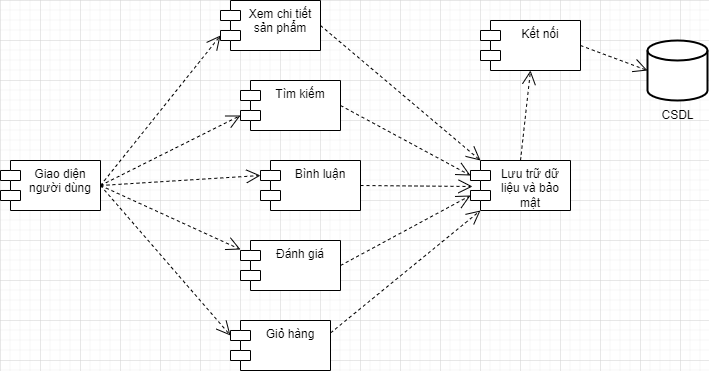 Xem chi tiết
sản phẩm
Kết nối
CSDL
Tìm kiếm
Giao diện
người dùng
Bình luận
Lưu trữ dữ
liệu và bảo
mật
Đánh giá
Giỏ hàng